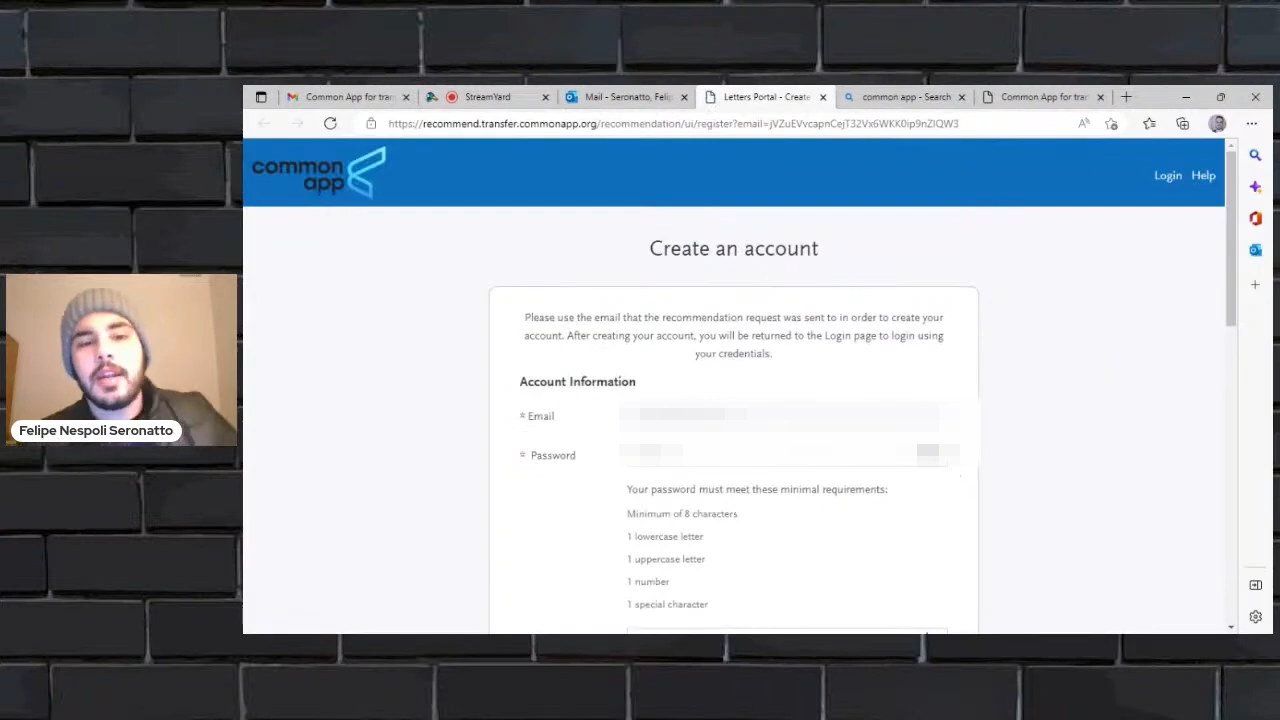 Common App for tran
StreamYard
Mail - Seronatto, Felip
Letters Portal - Create
common app - Search
Common App for tran
https://recommend.transfer.commonapp.org/recommendation/ui/register?email=jVZuEVvcapnCejT32Vx6WKK0ip9nZlQW3
common
app
Login Help
Create an account
Please use the email that the recommendation request was sent to in order to create your
account. After creating your account, you will be returned to the Login page to login using
your credentials.
Account Information
* Email
* Password
Your password must meet these minimal requirements:
Minimum of 8 characters
1 lowercase letter
1 uppercase letter
1 number
1 special character
Felipe Nespoli Seronatto